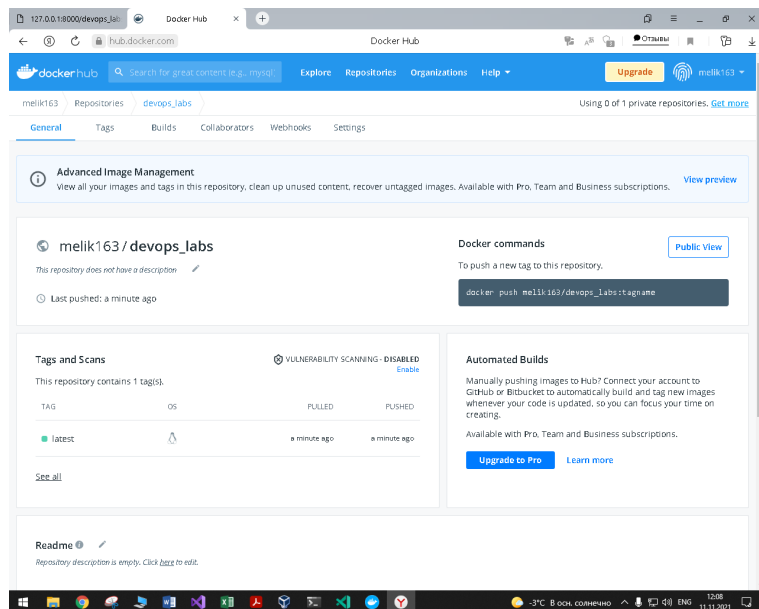 127.0.0.1:8000/devops_lab
Docker Hub
hub.docker.com
Docker Hub
Отзывы
dockerhub
Search for great content (e.g., mysql)
Explore
Repositories
Organizations
Help
Upgrade
melik163
melik163
Repositories
devops_labs
Using 0 of 1 private repositories. Get more
General
Tags
Builds
Collaborators
Webhooks
Settings
Advanced Image Management
View all your images and tags in this repository, clean up unused content, recover untagged images. Available with Pro, Team and Business subscriptions.
View preview
melik163 / devops_labs
This repository does not have a description
Last pushed: a minute ago
Docker commands
Public View
To push a new tag to this repository,
docker push melik163/devops_labs:tagname
Tags and Scans
VULNERABILITY SCANNING - DISABLED
Enable
This repository contains 1 tag(s).
TAG
OS
PULLED
PUSHED
latest
a minute ago
a minute ago
See all
Automated Builds
Manually pushing images to Hub? Connect your account to
GitHub or Bitbucket to automatically build and tag new images
whenever your code is updated, so you can focus your time on
creating.
Available with Pro, Team and Business subscriptions.
Upgrade to Pro
Learn more
Readme
Repository description is empty. Click here to edit.
-3°C В осн. солнечно
ENG
12:08
11.11.2021